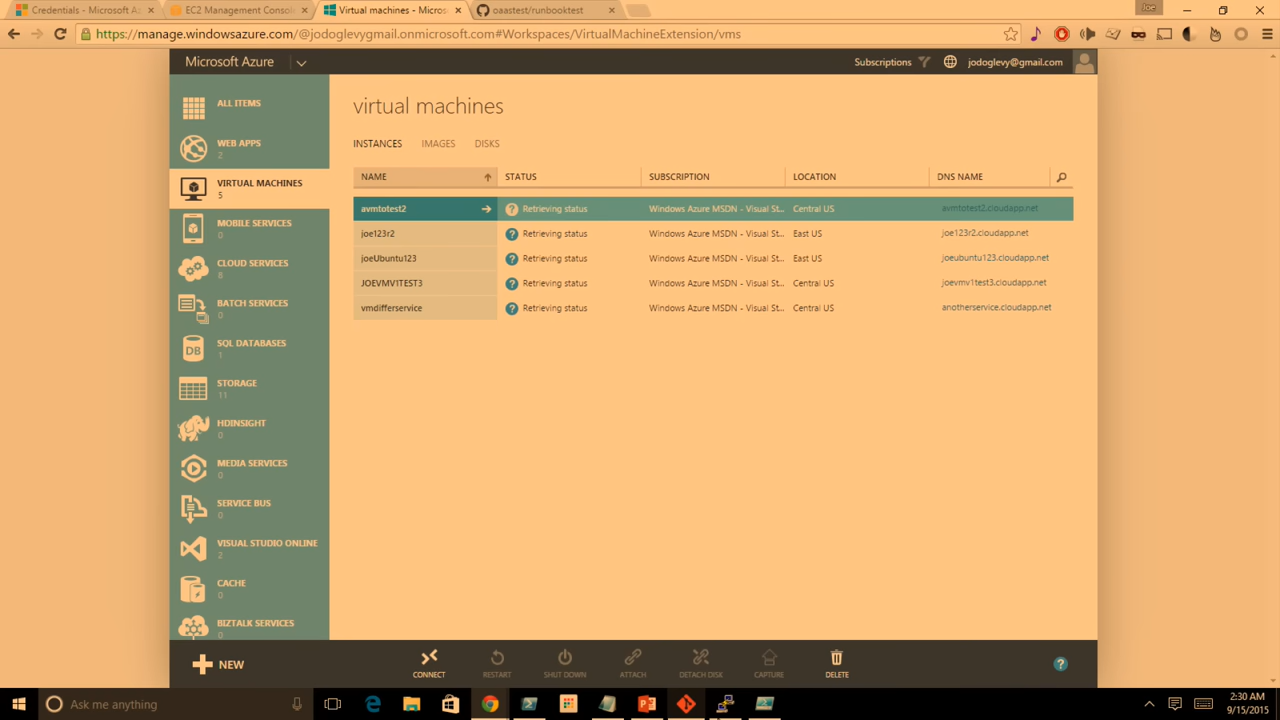 Credentials - Microsoft Az
EC2 Management Consol
Virtual machines - Micros
oaastest/runbooktest
Joe
https://manage.windowsazure.com/@jodoglevygmail.onmicrosoft.com#Workspaces/VirtualMachineExtension/vms
Microsoft Azure
Subscriptions
jodoglevy@gmail.com
ALL ITEMS
WEB APPS
2
VIRTUAL MACHINES
5
MOBILE SERVICES
0
CLOUD SERVICES
8
BATCH SERVICES
0
SQL DATABASES
1
STORAGE
11
HDINSIGHT
0
MEDIA SERVICES
0
SERVICE BUS
0
VISUAL STUDIO ONLINE
2
CACHE
0
BIZTALK SERVICES
0
DB
virtual machines
INSTANCES IMAGES DISKS
NAME STATUS SUBSCRIPTION LOCATION DNS NAME
avmtotest2 Retrieving status Windows Azure MSDN - Visual St... Central US avmtotest2.cloudapp.net
joe123r2 Retrieving status Windows Azure MSDN - Visual St... East US joe123r2.cloudapp.net
joeUbuntu123 Retrieving status Windows Azure MSDN - Visual St... East US joeubuntu123.cloudapp.net
JOEVMV1TEST3 Retrieving status Windows Azure MSDN - Visual St... Central US joevmv1test3.cloudapp.net
vmdifferservice Retrieving status Windows Azure MSDN - Visual St... Central US anotherservice.cloudapp.net
NEW
CONNECT RESTART SHUT DOWN ATTACH DETACH DISK CAPTURE DELETE
?
Ask me anything
2:30 AM
9/15/2015